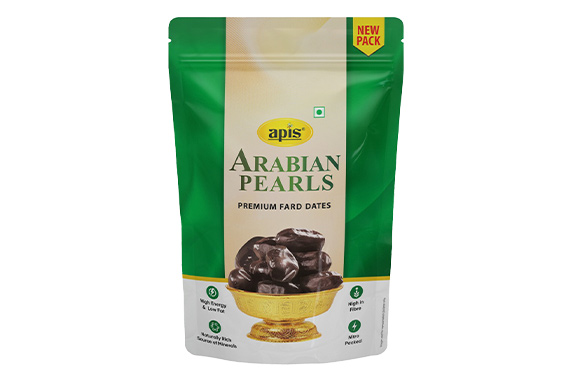 NEW
PACK
apis®
ARABIAN
PEARLS
PREMIUM FARD DATES
High Energy
& Low Fat
High in
Fibre
Naturally Rich
Source of Minerals
Nitro
Packed